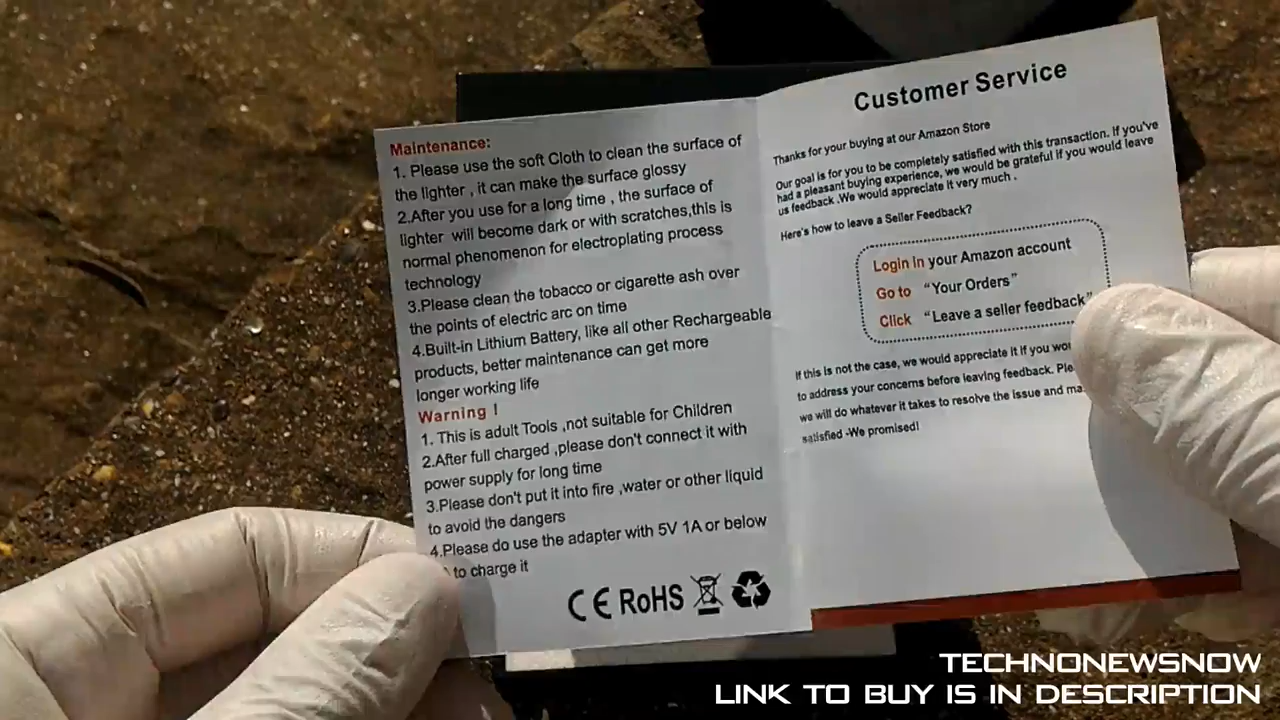 Maintenance:
1. Please use the soft Cloth to clean the surface of
the lighter , it can make the surface glossy
2.After you use for a long time , the surface of
lighter will become dark or with scratches,this is
normal phenomenon for electroplating process
technology
3.Please clean the tobacco or cigarette ash over
the points of electric arc on time
4.Built-in Lithium Battery, like all other Rechargeable
products, better maintenance can get more
longer working life
Warning !
1. This is adult Tools ,not suitable for Children
2.After full charged ,please don't connect it with
power supply for long time
3.Please don't put it into fire ,water or other liquid
to avoid the dangers
4.Please do use the adapter with 5V 1A or below
to charge it
CE RoHS
Customer Service
Thanks for your buying at our Amazon Store
Our goal is for you to be completely satisfied with this transaction. If you've
had a pleasant buying experience, we would be grateful if you would leave
us feedback .We would appreciate it very much .
Here's how to leave a Seller Feedback?
Login in your Amazon account
Go to “Your Orders”
Click “Leave a seller feedback”
If this is not the case, we would appreciate it if you
to address your concerns before leaving feedback.
we will do whatever it takes to resolve the issue and
satisfied -We promised!
TECHNONEWSNOW
LINK TO BUY IS IN DESCRIPTION